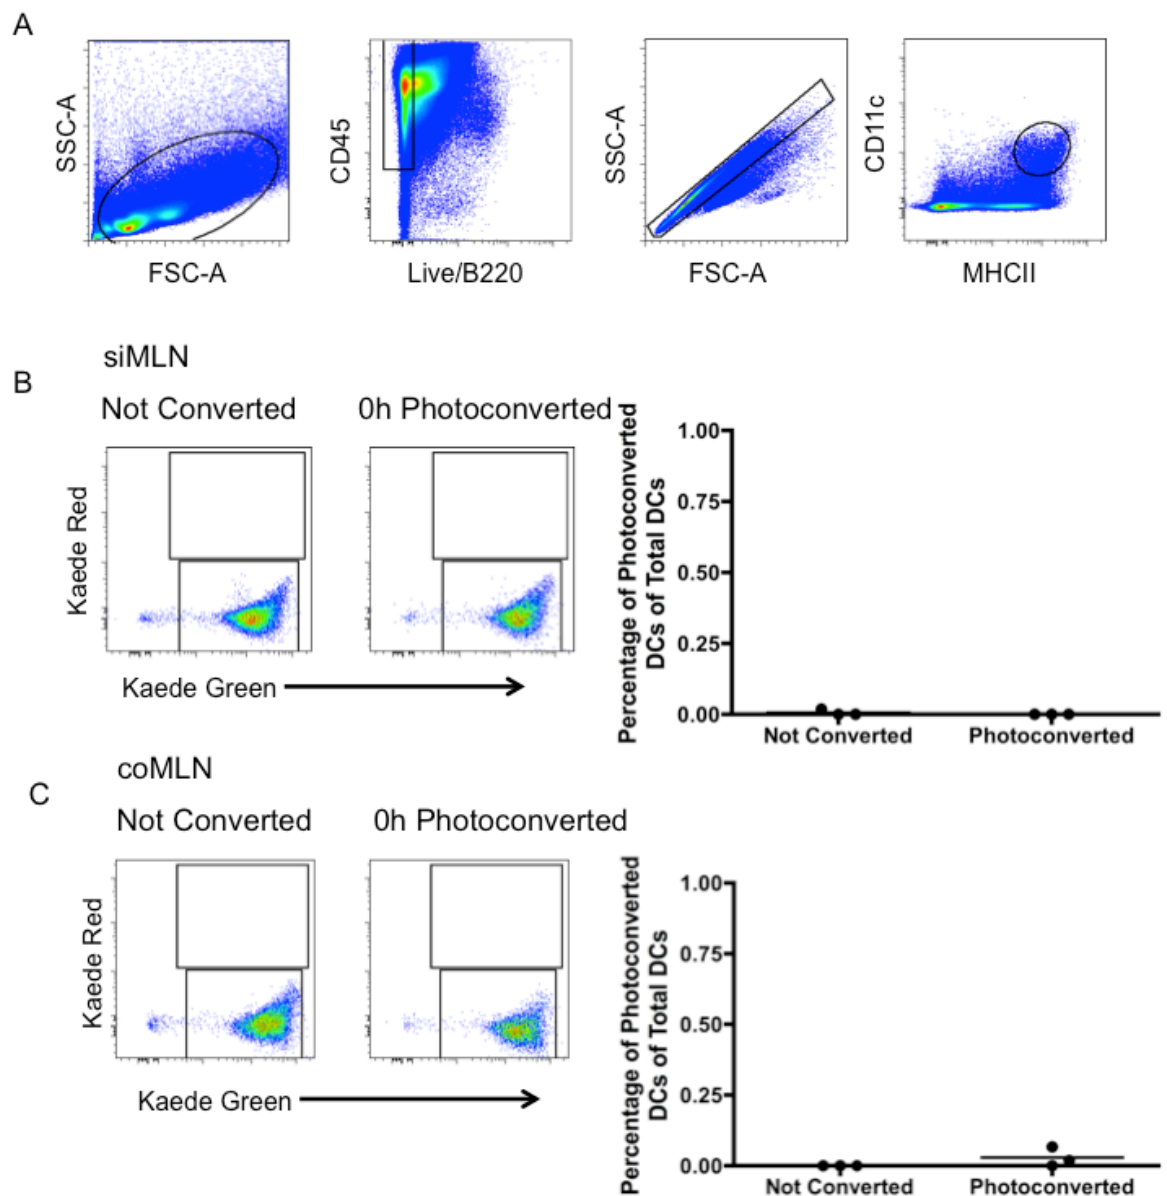 A
SSC-A
FSC-A
CD45
Live/B220
SSC-A
FSC-A
CD11c
MHCII
siMLN
B
Not Converted
0h Photoconverted
Kaede Red
Kaede Green
Percentage of Photoconverted
DCs of Total DCs
1.00
0.75
0.50
0.25
0.00
Not Converted
Photoconverted
coMLN
C
Not Converted
0h Photoconverted
Kaede Red
Kaede Green
Percentage of Photoconverted
DCs of Total DCs
1.00
0.75
0.50
0.25
0.00
Not Converted
Photoconverted